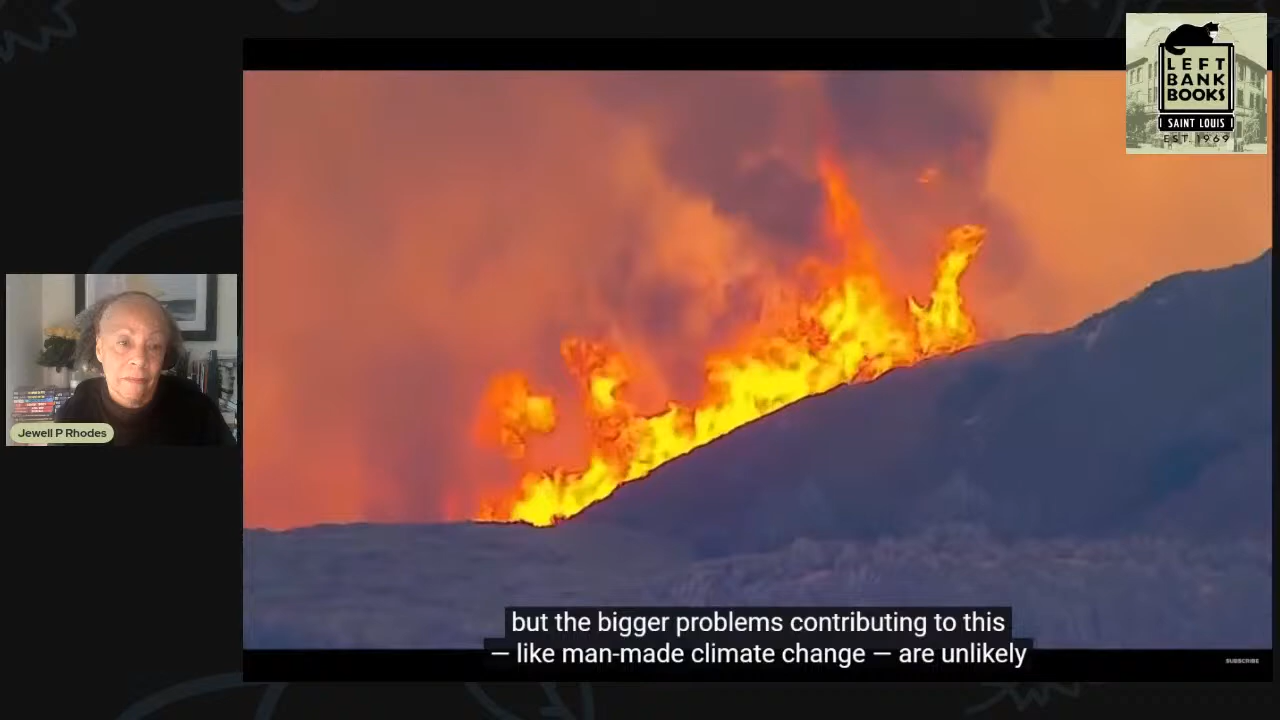 LEFT
BANK
BOOKS
SAINT LOUIS
EST. 1969
Jewell P Rhodes
but the bigger problems contributing to this
— like man-made climate change — are unlikely
SUBSCRIBE